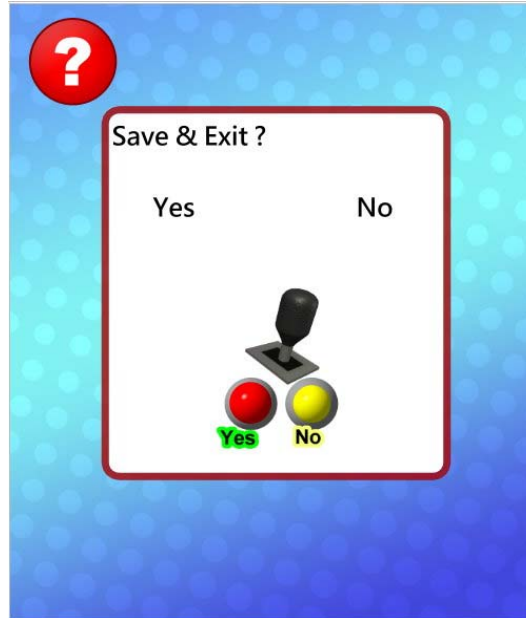 ?
Save & Exit ?
Yes No
Yes No